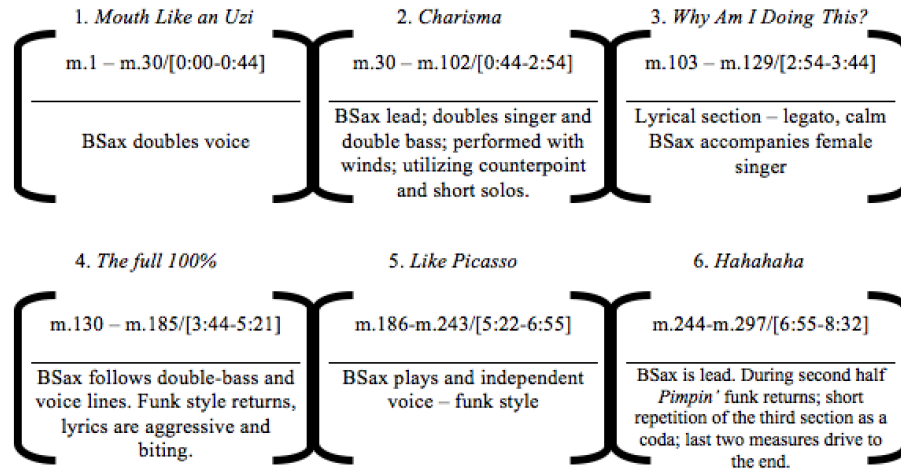 1. Mouth Like an Uzi
m.1 – m.30/[0:00-0:44]
BSax doubles voice
2. Charisma
m.30 – m.102/[0:44-2:54]
BSax lead; doubles singer and
double bass; performed with
winds; utilizing counterpoint
and short solos.
3. Why Am I Doing This?
m.103 – m.129/[2:54-3:44]
Lyrical section – legato, calm
BSax accompanies female
singer
4. The full 100%
m.130 – m.185/[3:44-5:21]
BSax follows double-bass and
voice lines. Funk style returns,
lyrics are aggressive and
biting.
5. Like Picasso
m.186-m.243/[5:22-6:55]
BSax plays and independent
voice – funk style
6. Hahahaha
m.244-m.297/[6:55-8:32]
BSax is lead. During second half
Pimpin’ funk returns; short
repetition of the third section as a
coda; last two measures drive to
the end.